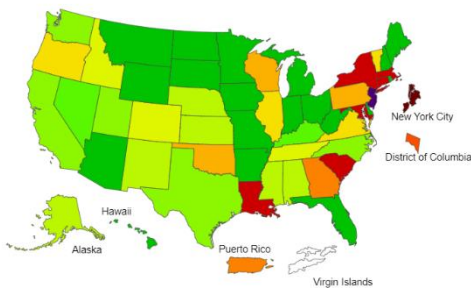 New York City
District of Columbia
Hawaii
Alaska
Puerto Rico
Virgin Islands